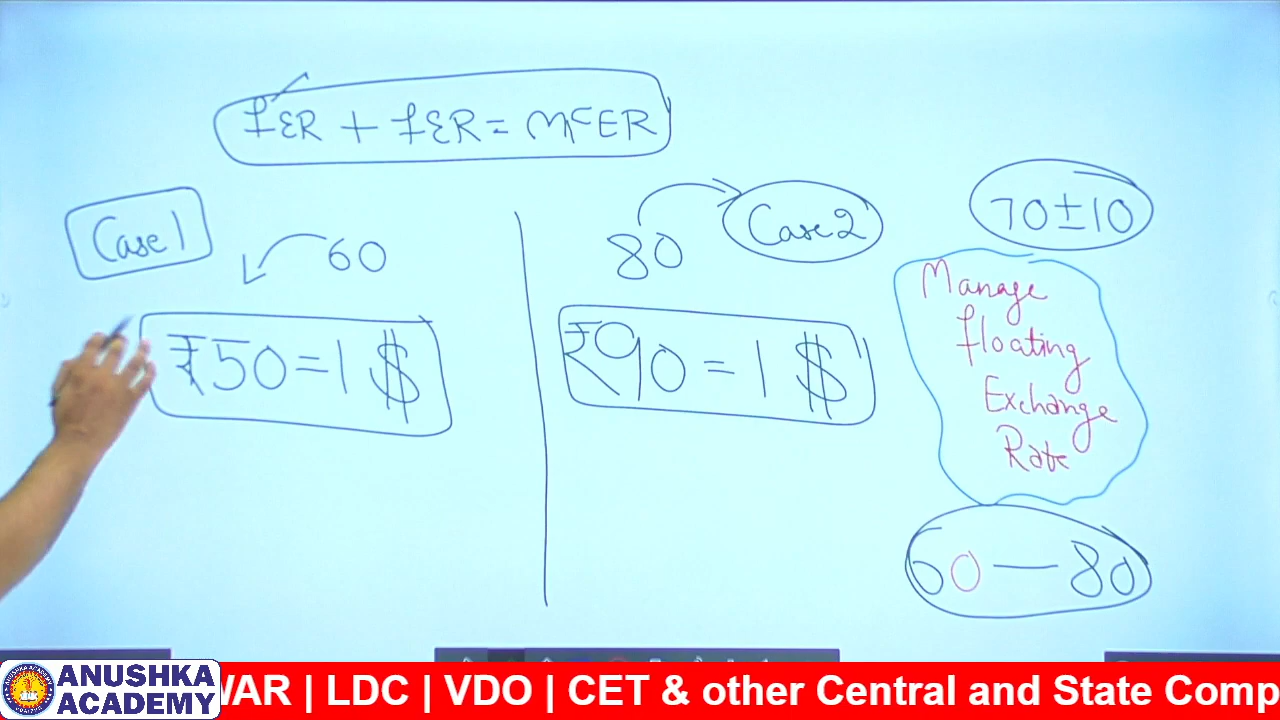 fER + fER = MFER
Case 1
60
₹50 = 1 $
80
Case 2
₹90 = 1 $
70 ± 10
Manage
floating
Exchange
Rate
60 — 80
ANUSHKA
ACADEMY
WAR | LDC | VDO | CET & other Central and State Comp